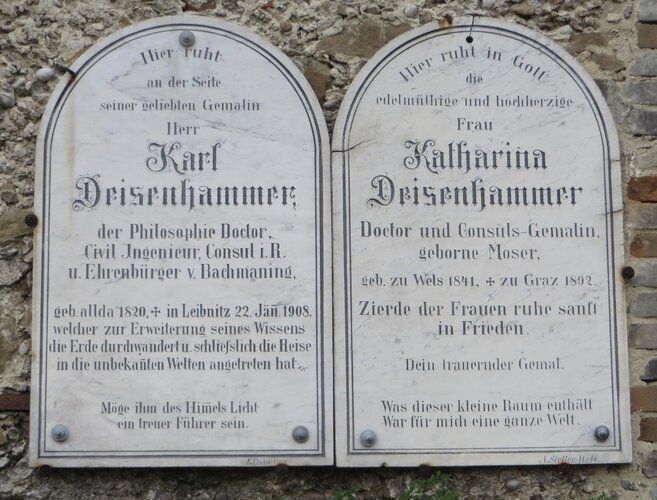 Hier ruht
an der Seite
seiner geliebten Gemalin
Herr
Karl
Deisenhammer,
der Philosophie Doctor,
Civil Jngenieur, Consul i. R.
u. Ehrenbürger v. Bachmaning,
geb. allda 1820, ✝ in Leibnitz 22. Jän. 1908.
welcher zur Erweiterung seines Wissens
die Erde durchwandert u. schließlich die Reise
in die unbekañten Welten angetreten hat.
Möge ihm des Him̄els Licht
ein treuer Führer sein.
Hier ruht in Gott
die
edelmüthige und hochherzige
Frau
Katharina
Deisenhammer
Doctor und Consuls-Gemalin,
geborne Moser,
geb. zu Wels 1841, ✝ zu Graz 1892.
Zierde der Frauen ruhe sanft
in Frieden.
Dein trauernder Gemal.
Was dieser kleine Raum enthält
War für mich eine ganze Welt.